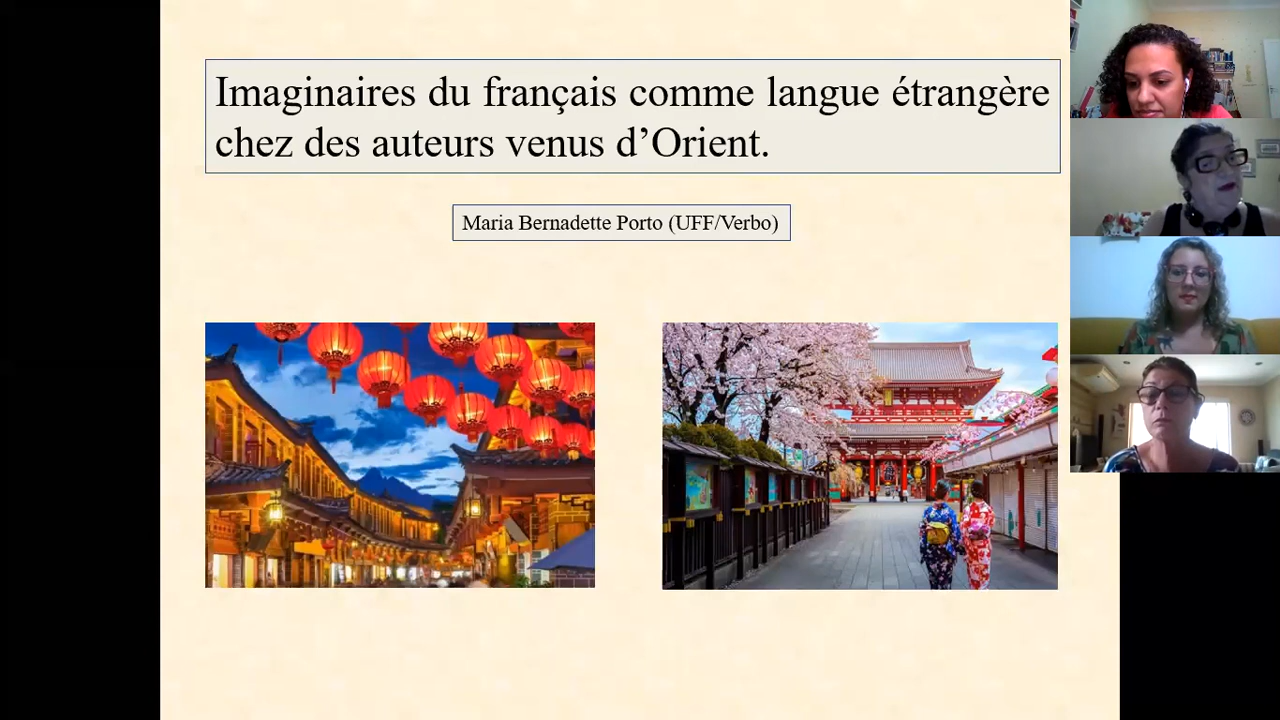 Imaginaires du français comme langue étrangère
chez des auteurs venus d’Orient.
Maria Bernadette Porto (UFF/Verbo)